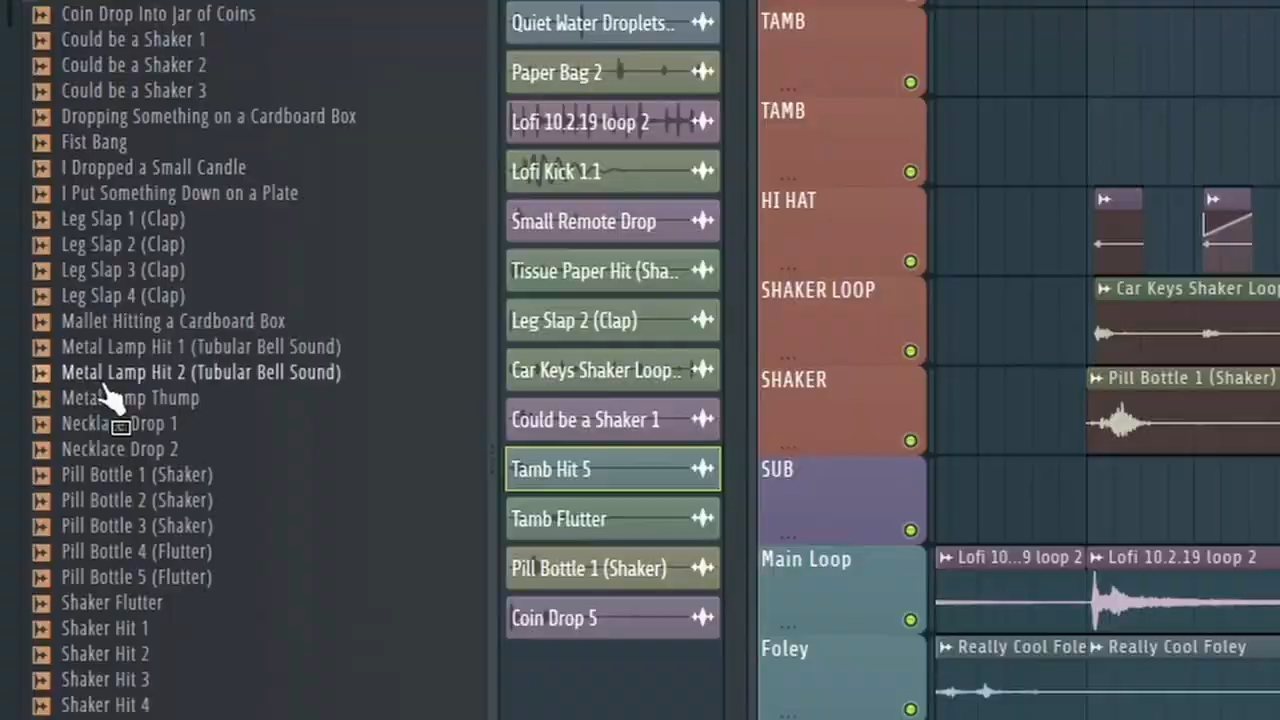 Coin Drop Into Jar of Coins
Could be a Shaker 1
Could be a Shaker 2
Could be a Shaker 3
Dropping Something on a Cardboard Box
Fist Bang
I Dropped a Small Candle
I Put Something Down on a Plate
Leg Slap 1 (Clap)
Leg Slap 2 (Clap)
Leg Slap 3 (Clap)
Leg Slap 4 (Clap)
Mallet Hitting a Cardboard Box
Metal Lamp Hit 1 (Tubular Bell Sound)
Metal Lamp Hit 2 (Tubular Bell Sound)
Thump
Drop 1
Necklace Drop 2
Pill Bottle 1 (Shaker)
Pill Bottle 2 (Shaker)
Pill Bottle 3 (Shaker)
Pill Bottle 4 (Flutter)
Pill Bottle 5 (Flutter)
Shaker Flutter
Shaker Hit 1
Shaker Hit 2
Shaker Hit 3
Shaker Hit 4
Quiet Water Droplets..
Paper Bag 2
Lofi 10.2.19 loop 2
Lofi Kick 1.1
Small Remote Drop
Tissue Paper Hit (Sha..
Leg Slap 2 (Clap)
Car Keys Shaker Loop..
Could be a Shaker 1
Tamb Hit 5
Tamb Flutter
Pill Bottle 1 (Shaker)
Coin Drop 5
TAMB
TAMB
HI HAT
SHAKER LOOP
Car Keys Shaker Loop
SHAKER
Pill Bottle 1 (Shaker)
SUB
Main Loop
Lofi 10...9 loop 2
Lofi 10.2.19 loop 2
Foley
Really Cool Fole
Really Cool Foley